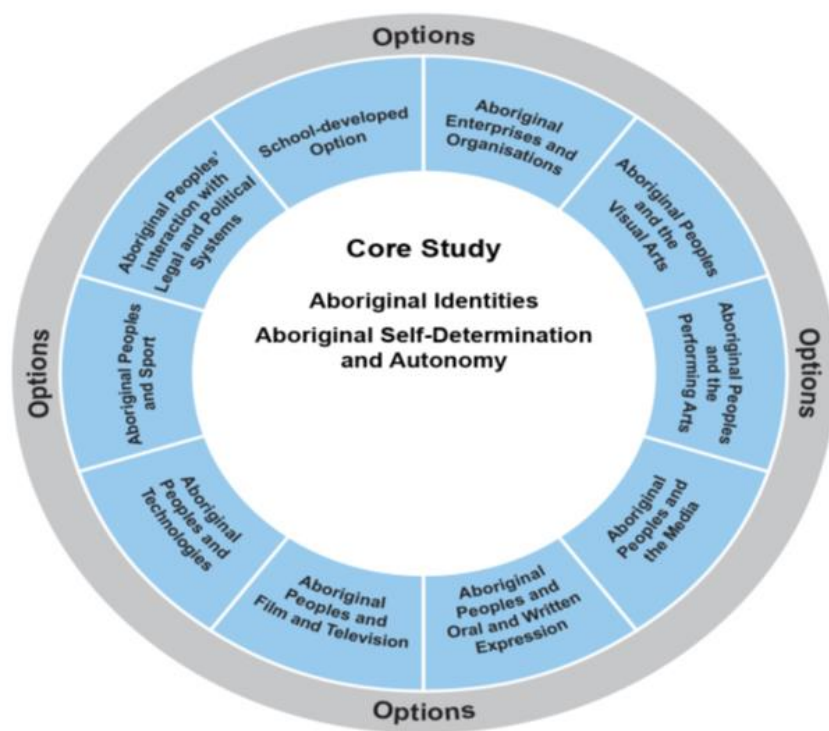 Options
School-developed
Option
Aboriginal
Enterprises and
Organisations
Aboriginal Peoples
and the
Visual Arts
Aboriginal Peoples
and the
Performing Arts
Aboriginal
Peoples and
the Media
Aboriginal
Peoples and
Oral and Written
Expression
Aboriginal
Peoples and
Film and Television
Aboriginal
Peoples and
Technologies
Aboriginal Peoples
and Sport
Aboriginal Peoples'
interaction with
Legal and Political
Systems
Core Study
Aboriginal Identities
Aboriginal Self-Determination
and Autonomy
Options
Options
Options